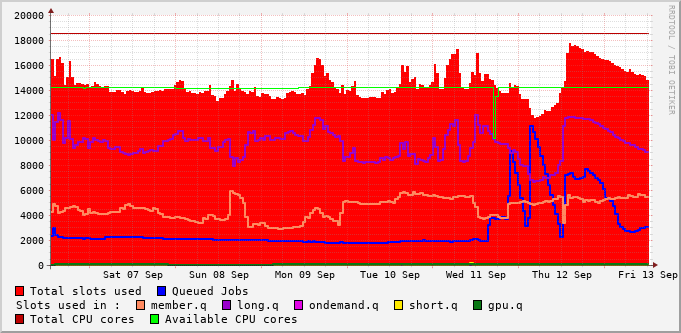 20000
18000
16000
14000
12000
10000
8000
6000
4000
2000
0
Sat 07 Sep Sun 08 Sep Mon 09 Sep Tue 10 Sep Wed 11 Sep Thu 12 Sep Fri 13 Sep
Total slots used Queued Jobs
Slots used in : member.q long.q ondemand.q short.q gpu.q
Total CPU cores Available CPU cores
RRDTOOL / TOBI OETIKER